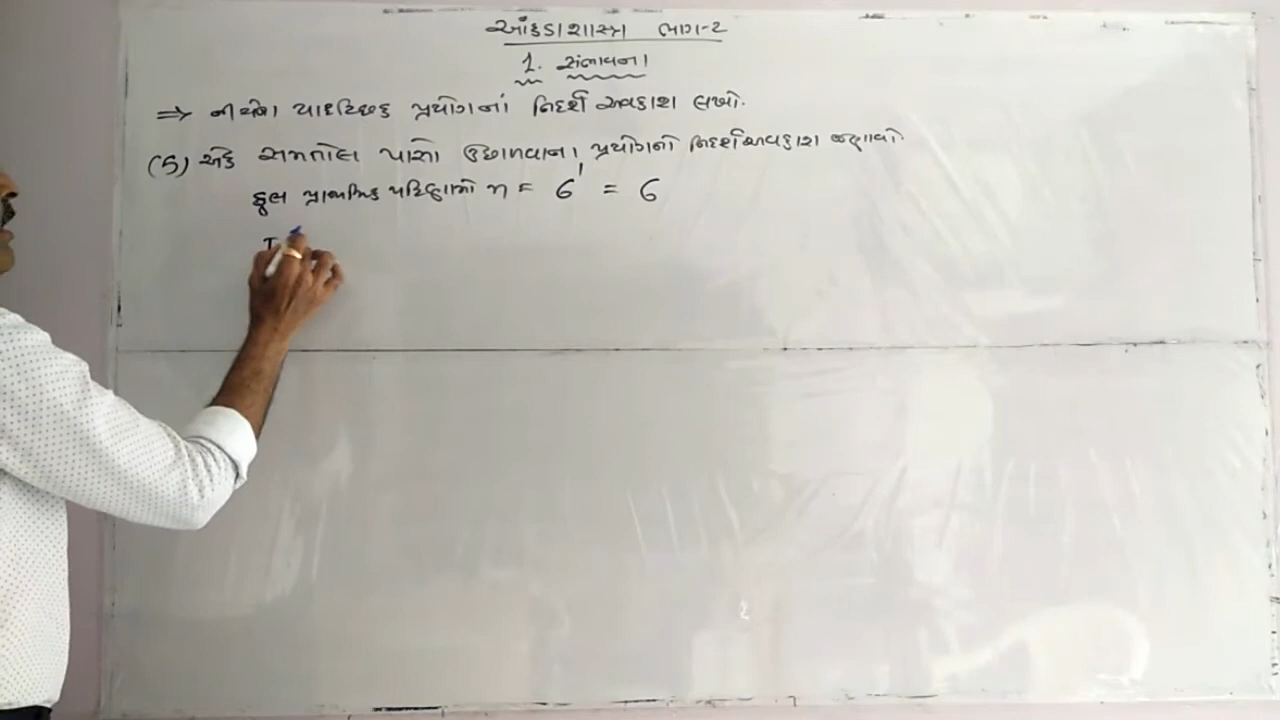 આંકડાશાસ્ત્ર ભાગ-૨
1. સંભાવના
⇒ નીચેના યાદચ્છિક પ્રયોગનાં નિદર્શ અવકાશ લખો.
(5) એક સમતોલ પાસો ઉછાળવાના પ્રયોગનો નિદર્શઅવકાશ જણાવો.
કુલ પ્રાથમિક પરિણામો n = 6¹ = 6